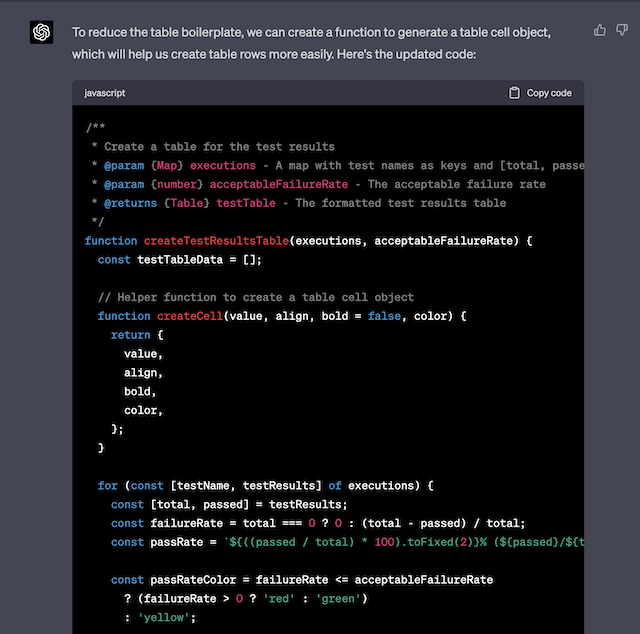 To reduce the table boilerplate, we can create a function to generate a table cell object,
which will help us create table rows more easily. Here's the updated code:
javascript
Copy code
/**
 * Create a table for the test results
 * @param {Map} executions - A map with test names as keys and [total, passe
 * @param {number} acceptableFailureRate - The acceptable failure rate
 * @returns {Table} testTable - The formatted test results table
 */
function createTestResultsTable(executions, acceptableFailureRate) {
  const testTableData = [];
  // Helper function to create a table cell object
  function createCell(value, align, bold = false, color) {
    return {
      value,
      align,
      bold,
      color,
    };
  }
  for (const [testName, testResults] of executions) {
    const [total, passed] = testResults;
    const failureRate = total === 0 ? 0 : (total - passed) / total;
    const passRate = `${((passed / total) * 100).toFixed(2)}% (${passed}/${t
    const passRateColor = failureRate <= acceptableFailureRate
      ? (failureRate > 0 ? 'red' : 'green')
      : 'yellow';